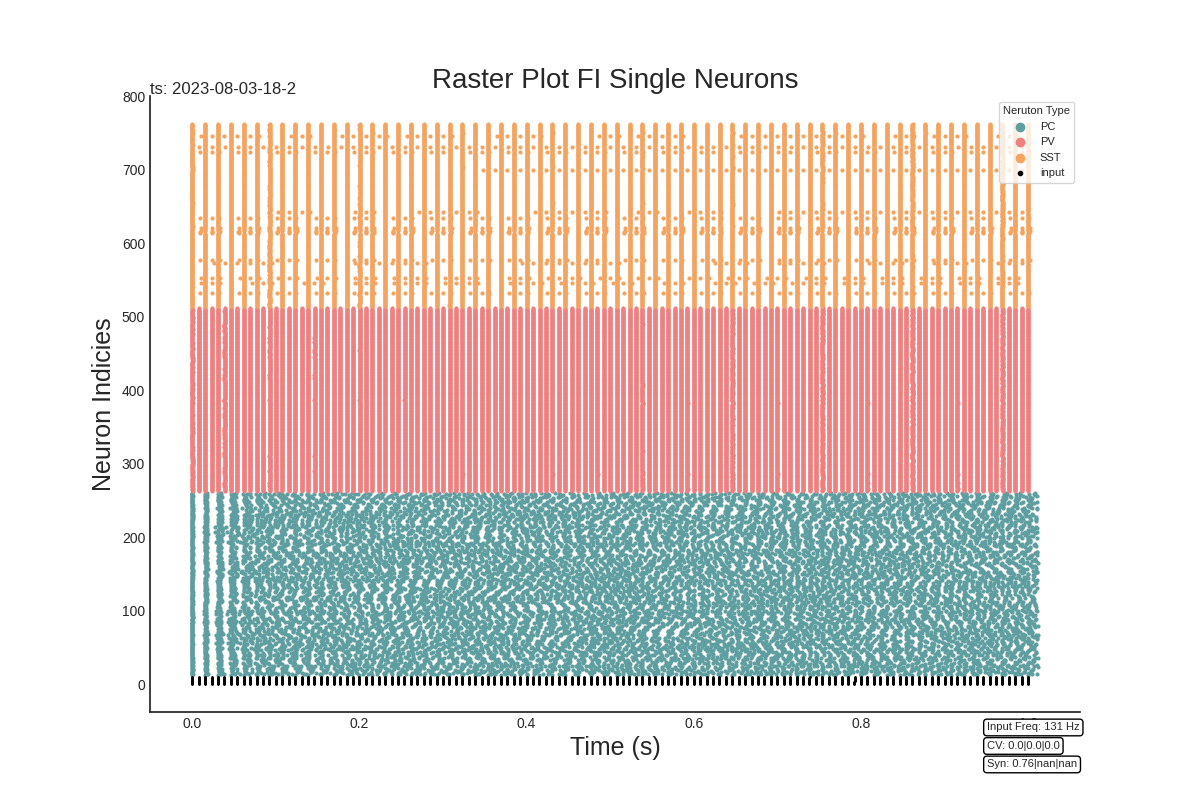 Raster Plot FI Single Neurons
ts: 2023-08-03-18-2
Neruton Type
PC
PV
SST
input
800
700
600
500
400
300
200
100
0
Neuron Indicies
0.0 0.2 0.4 0.6 0.8
Time (s)
Input Freq: 131 Hz
CV: 0.0|0.0|0.0
Syn: 0.76|nan|nan